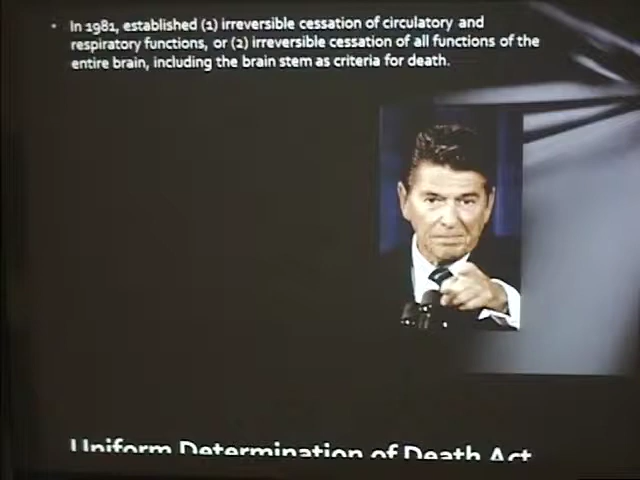 In 1981, established (1) irreversible cessation of circulatory and
respiratory functions, or (2) irreversible cessation of all functions of the
entire brain, including the brain stem as criteria for death.
Uniform Determination of Death Act